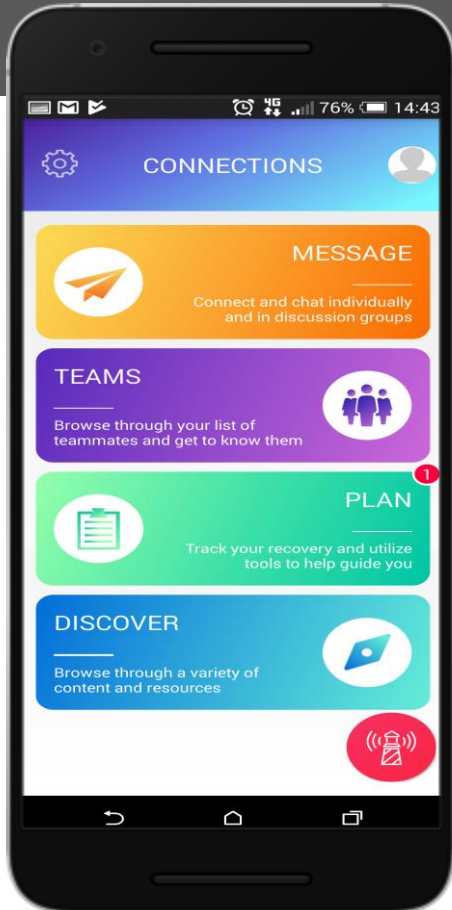 4G 76% 14:43
CONNECTIONS
MESSAGE
Connect and chat individually
and in discussion groups
TEAMS
Browse through your list of
teammates and get to know them
1
PLAN
Track your recovery and utilize
tools to help guide you
DISCOVER
Browse through a variety of
content and resources